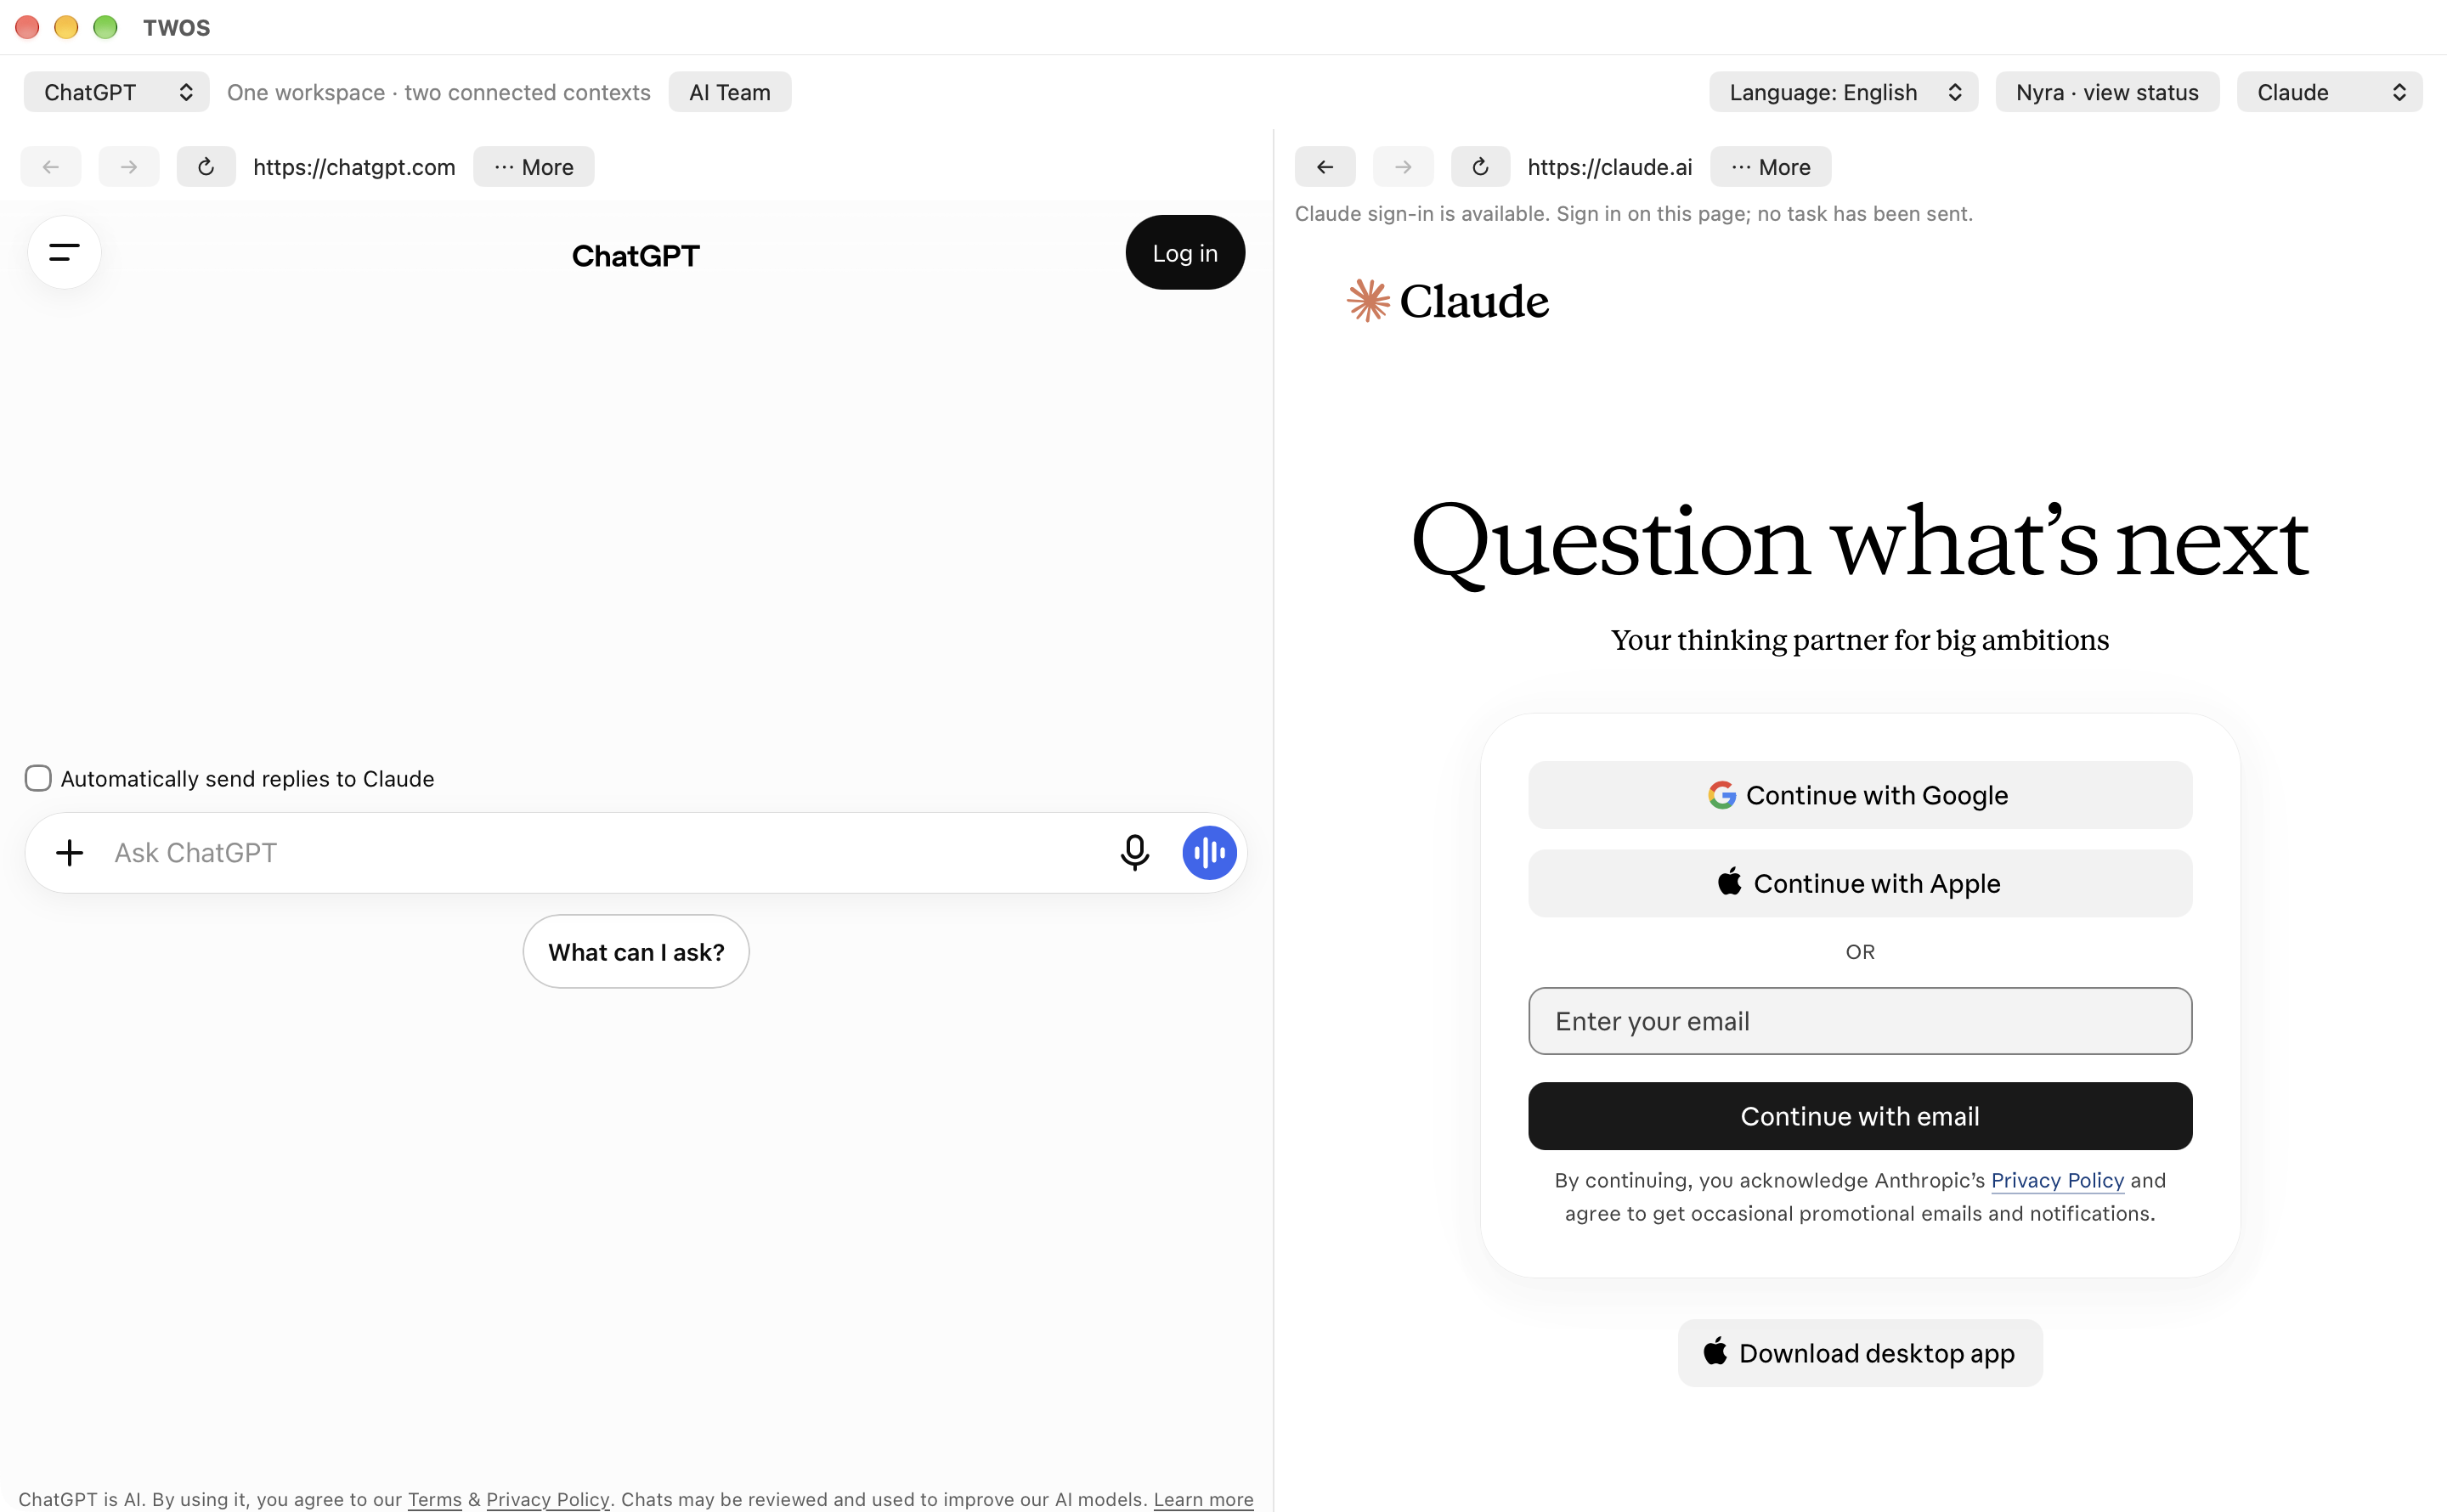 TWOS
ChatGPT
One workspace · two connected contexts
AI Team
Language: English
Nyra · view status
Claude
https://chatgpt.com
··· More
ChatGPT
Log in
Automatically send replies to Claude
Ask ChatGPT
What can I ask?
ChatGPT is AI. By using it, you agree to our Terms & Privacy Policy. Chats may be reviewed and used to improve our AI models. Learn more
https://claude.ai
··· More
Claude sign-in is available. Sign in on this page; no task has been sent.
Claude
Question what’s next
Your thinking partner for big ambitions
Continue with Google
Continue with Apple
OR
Enter your email
Continue with email
By continuing, you acknowledge Anthropic’s Privacy Policy and
agree to get occasional promotional emails and notifications.
Download desktop app